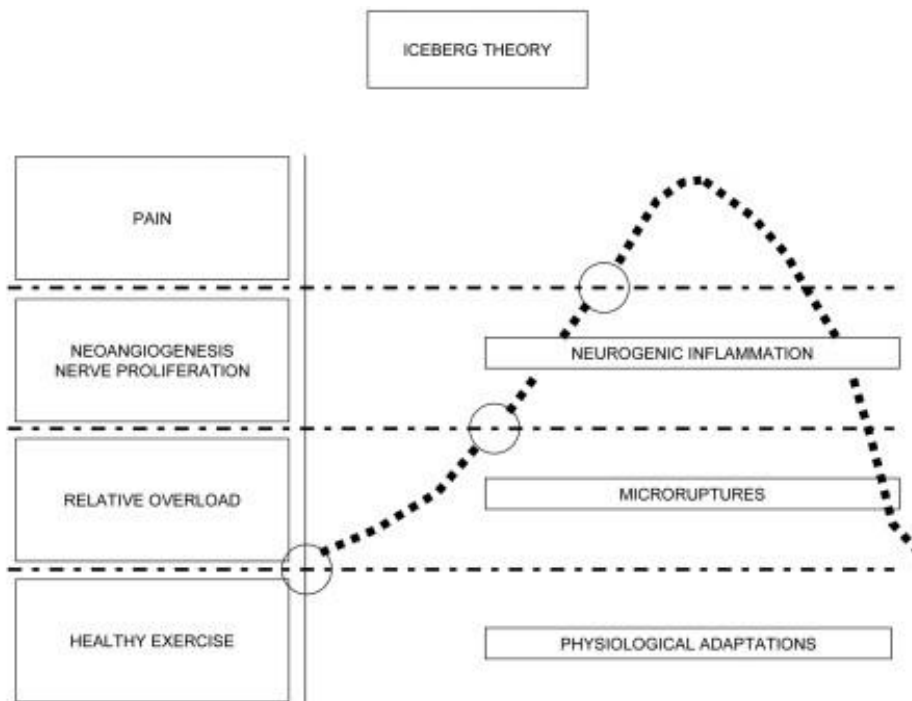 ICEBERG THEORY
PAIN
NEOANGIOGENESIS
NERVE PROLIFERATION
NEUROGENIC INFLAMMATION
RELATIVE OVERLOAD
MICRORUPTURES
HEALTHY EXERCISE
PHYSIOLOGICAL ADAPTATIONS